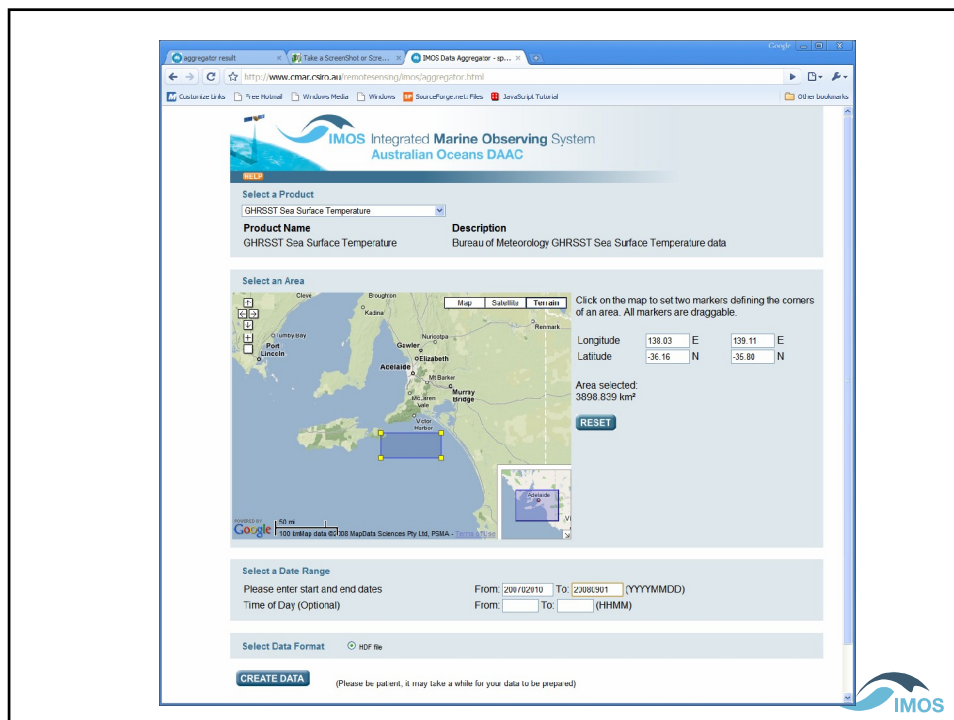 Google
aggregator result
Take a ScreenShot or Scre...
IMOS Data Aggregator - sp...
http://www.cmar.csiro.au/remotesensing/imos/aggregator.html
Customize Links
Free Hotmail
Windows Media
Windows
SourceForge.net: Files
JavaScript Tutorial
Other bookmarks
IMOS Integrated Marine Observing System
Australian Oceans DAAC
HELP
Select a Product
GHRSST Sea Surface Temperature
Product Name Description
GHRSST Sea Surface Temperature Bureau of Meteorology GHRSST Sea Surface Temperature data
Select an Area
Cleve
Broughton
Kadina
Map Satellite Terrain
Renmark
Tumby Bay
Port Lincoln
Nuriootpa
Gawler
Elizabeth
Adelaide
Mt Barker
Murray Bridge
McLaren Vale
Victor Harbor
Adelaide
POWERED BY
Google
50 mi
100 km
Map data ©2008 MapData Sciences Pty Ltd, PSMA - Terms of Use
Click on the map to set two markers defining the corners
of an area. All markers are draggable.
Longitude 138.03 E 139.11 E
Latitude -36.16 N -35.80 N
Area selected:
3898.839 km²
RESET
Select a Date Range
Please enter start and end dates From: 200702010 To: 20080901 (YYYYMMDD)
Time of Day (Optional) From: To: (HHMM)
Select Data Format HDF file
CREATE DATA (Please be patient, it may take a while for your data to be prepared)
IMOS